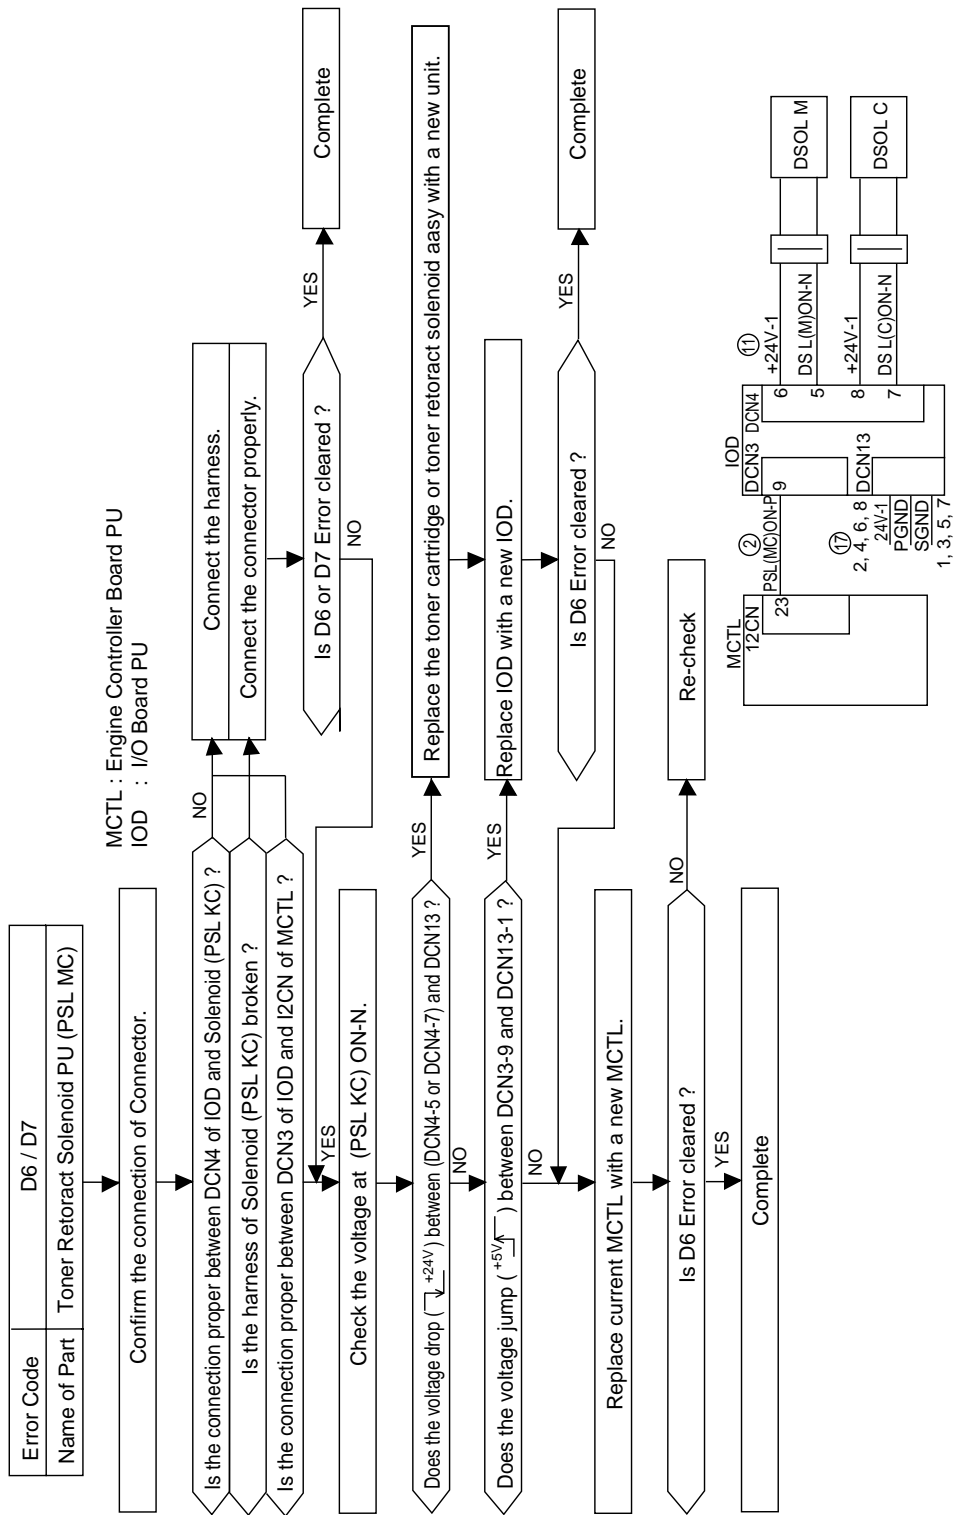 Error Code
D6 / D7
Name of Part
Toner Retoract Solenoid PU (PSL MC)
MCTL : Engine Controller Board PU
IOD : I/O Board PU
Confirm the connection of Connector.
Is the connection proper between DCN4 of IOD and Solenoid (PSL KC) ?
Is the harness of Solenoid (PSL KC) broken ?
Is the connection proper between DCN3 of IOD and I2CN of MCTL ?
NO
Connect the harness.
Connect the connector properly.
Is D6 or D7 Error cleared ?
YES
Complete
NO
YES
Check the voltage at (PSL KC) ON-N.
Does the voltage drop ( +24V ) between (DCN4-5 or DCN4-7) and DCN13 ?
YES
Replace the toner cartridge or toner retoract solenoid aasy with a new unit.
NO
Does the voltage jump ( +5V ) between DCN3-9 and DCN13-1 ?
YES
Replace IOD with a new IOD.
Is D6 Error cleared ?
YES
Complete
NO
NO
Replace current MCTL with a new MCTL.
Is D6 Error cleared ?
NO
Re-check
YES
Complete
MCTL
12CN
23
②
PSL(MC)ON-P
IOD
DCN3
DCN4
9
⑰
2, 4, 6, 8
DCN13
24V-1
PGND
SGND
1, 3, 5, 7
⑪
6
+24V-1
5
DS L(M)ON-N
DSOL M
8
+24V-1
7
DS L(C)ON-N
DSOL C